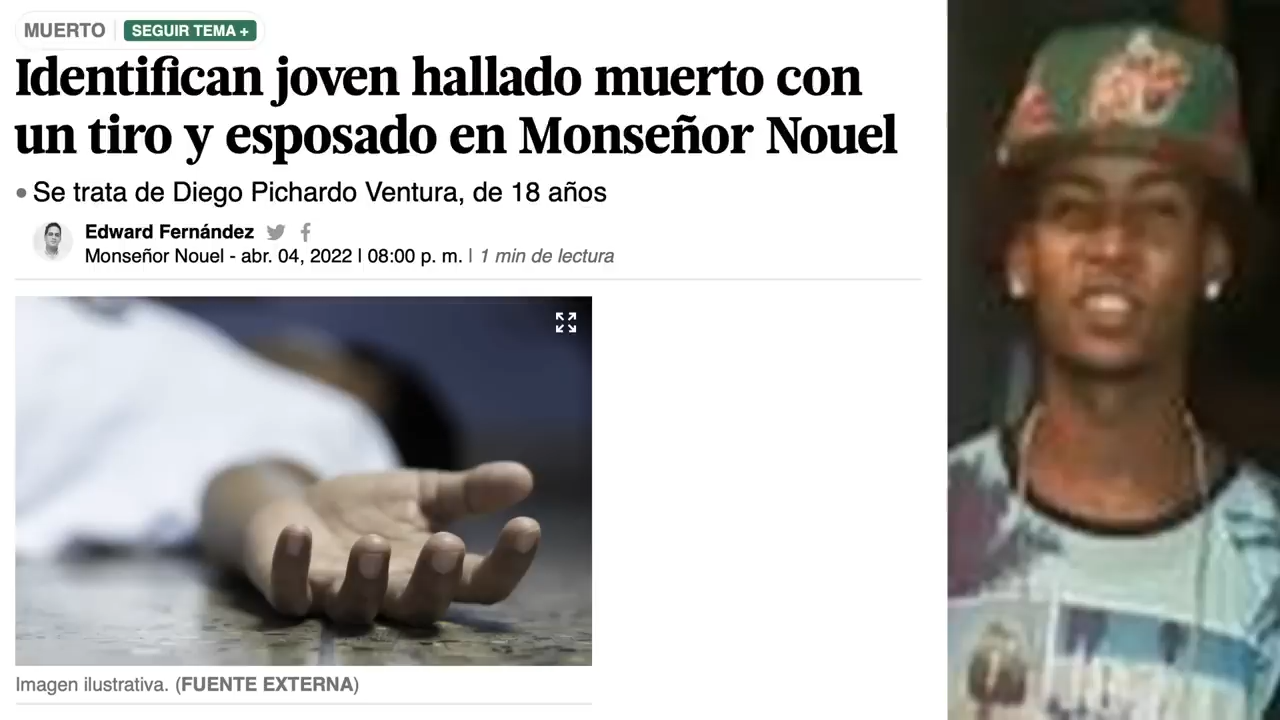 MUERTO SEGUIR TEMA +
Identifican joven hallado muerto con
un tiro y esposado en Monseñor Nouel
• Se trata de Diego Pichardo Ventura, de 18 años
Edward Fernández
Monseñor Nouel - abr. 04, 2022 | 08:00 p. m. | 1 min de lectura
Imagen ilustrativa. (FUENTE EXTERNA)